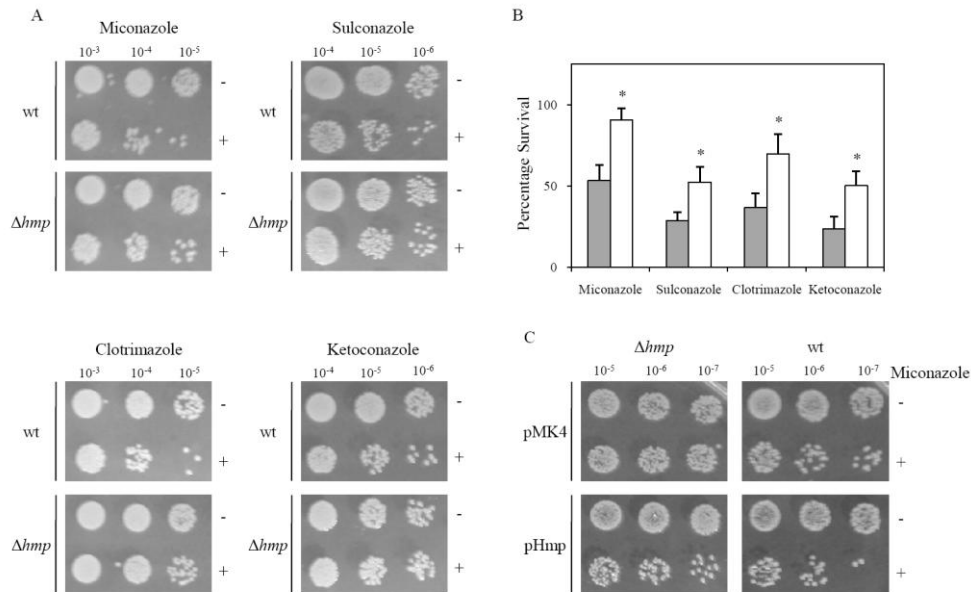 A
Miconazole
10-3 10-4 10-5
wt
-
+
Δhmp
-
+
Sulconazole
10-4 10-5 10-6
wt
-
+
Δhmp
-
+
B
Percentage Survival
100
50
0
*
*
*
*
Miconazole Sulconazole Clotrimazole Ketoconazole
Clotrimazole
10-3 10-4 10-5
wt
-
+
Δhmp
-
+
Ketoconazole
10-4 10-5 10-6
wt
-
+
Δhmp
-
+
C
Δhmp wt
10-5 10-6 10-7 10-5 10-6 10-7 Miconazole
pMK4
-
+
pHmp
-
+